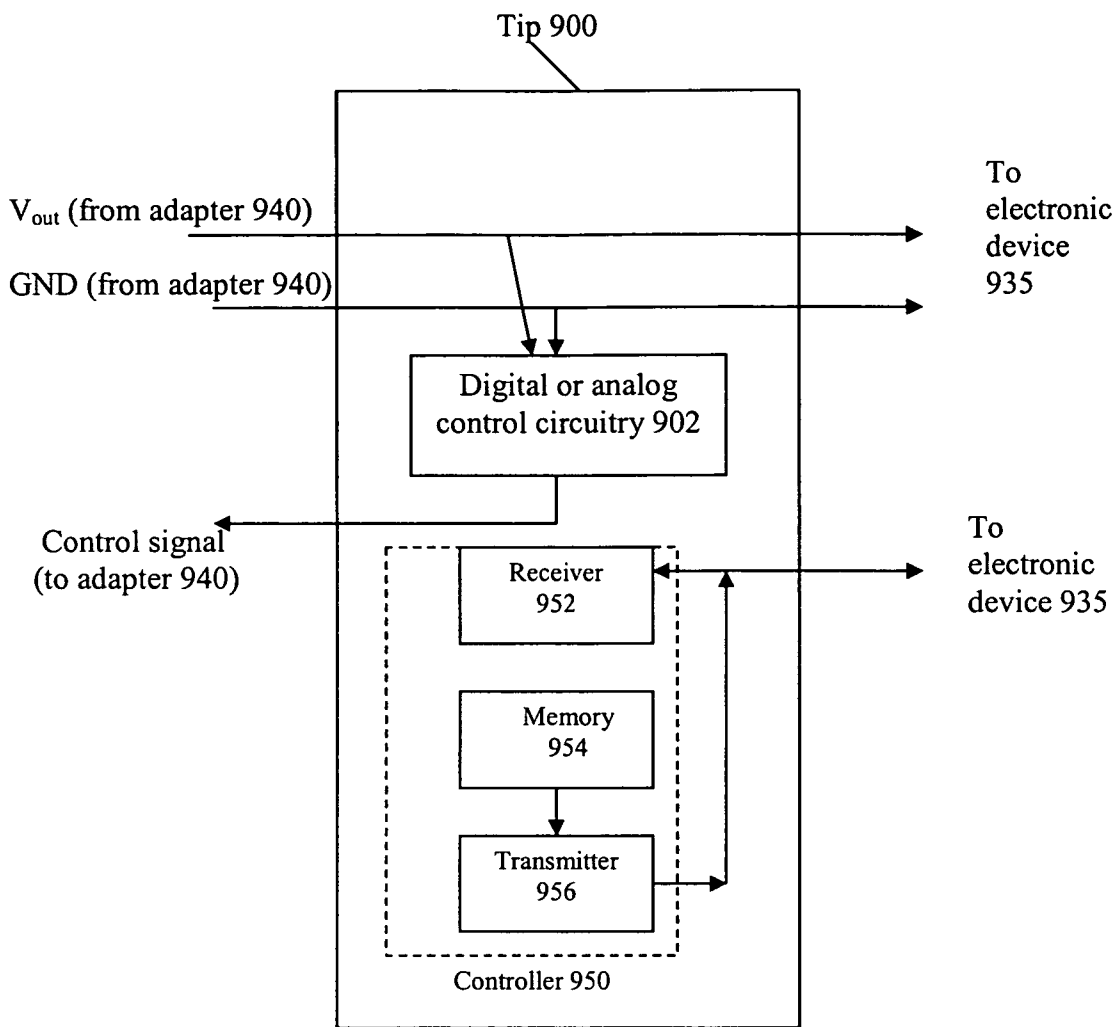 Tip 900
Vout (from adapter 940)
GND (from adapter 940)
To
electronic
device
935
Digital or analog
control circuitry 902
Control signal
(to adapter 940)
To
electronic
device 935
Receiver
952
Memory
954
Transmitter
956
Controller 950